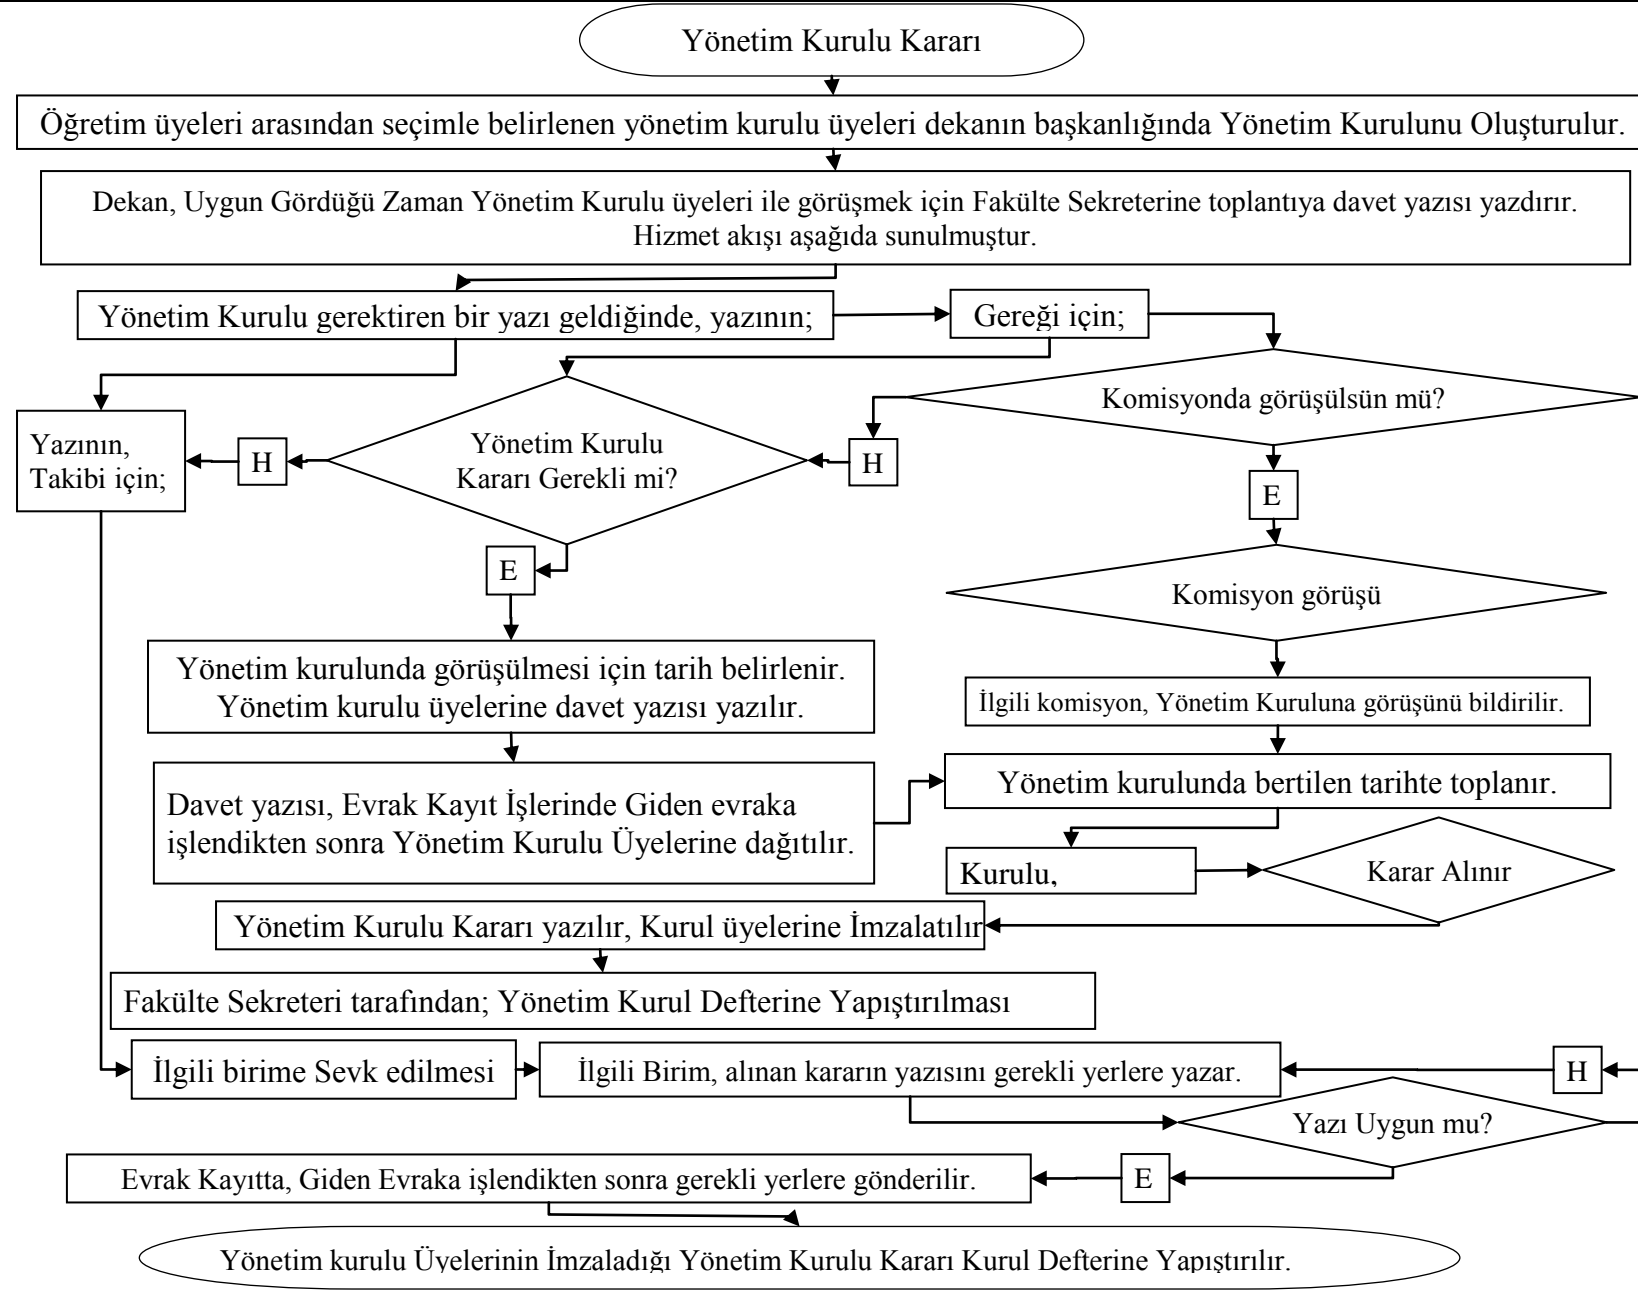 Yönetim Kurulu Kararı
Öğretim üyeleri arasından seçimle belirlenen yönetim kurulu üyeleri dekanın başkanlığında Yönetim Kurulunu Oluşturulur.
Dekan, Uygun Gördüğü Zaman Yönetim Kurulu üyeleri ile görüşmek için Fakülte Sekreterine toplantıya davet yazısı yazdırır.
Hizmet akışı aşağıda sunulmuştur.
Yönetim Kurulu gerektiren bir yazı geldiğinde, yazının;
Gereği için;
Komisyonda görüşülsün mü?
Yazının,
Takibi için;
H
Yönetim Kurulu
Kararı Gerekli mi?
H
E
E
Komisyon görüşü
Yönetim kurulunda görüşülmesi için tarih belirlenir.
Yönetim kurulu üyelerine davet yazısı yazılır.
İlgili komisyon, Yönetim Kuruluna görüşünü bildirilir.
Davet yazısı, Evrak Kayıt İşlerinde Giden evraka
işlendikten sonra Yönetim Kurulu Üyelerine dağıtılır.
Yönetim kurulunda bertilen tarihte toplanır.
Kurulu,
Karar Alınır
Yönetim Kurulu Kararı yazılır, Kurul üyelerine İmzalatılır
Fakülte Sekreteri tarafından; Yönetim Kurul Defterine Yapıştırılması
İlgili birime Sevk edilmesi
İlgili Birim, alınan kararın yazısını gerekli yerlere yazar.
H
Yazı Uygun mu?
Evrak Kayıtta, Giden Evraka işlendikten sonra gerekli yerlere gönderilir.
E
Yönetim kurulu Üyelerinin İmzaladığı Yönetim Kurulu Kararı Kurul Defterine Yapıştırılır.